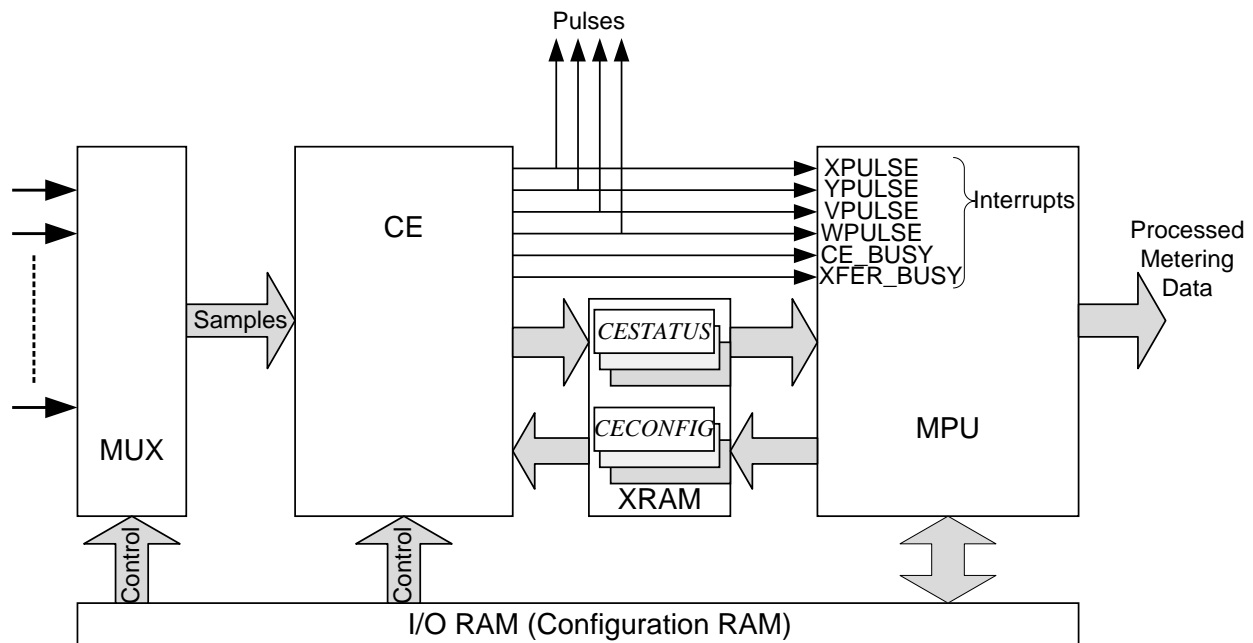 Pulses
XPULSE
YPULSE
VPULSE
WPULSE
CE_BUSY
XFER_BUSY
Interrupts
Processed
Metering
Data
CE
Samples
CESTATUS
CECONFIG
XRAM
MUX
MPU
Control
Control
I/O RAM (Configuration RAM)